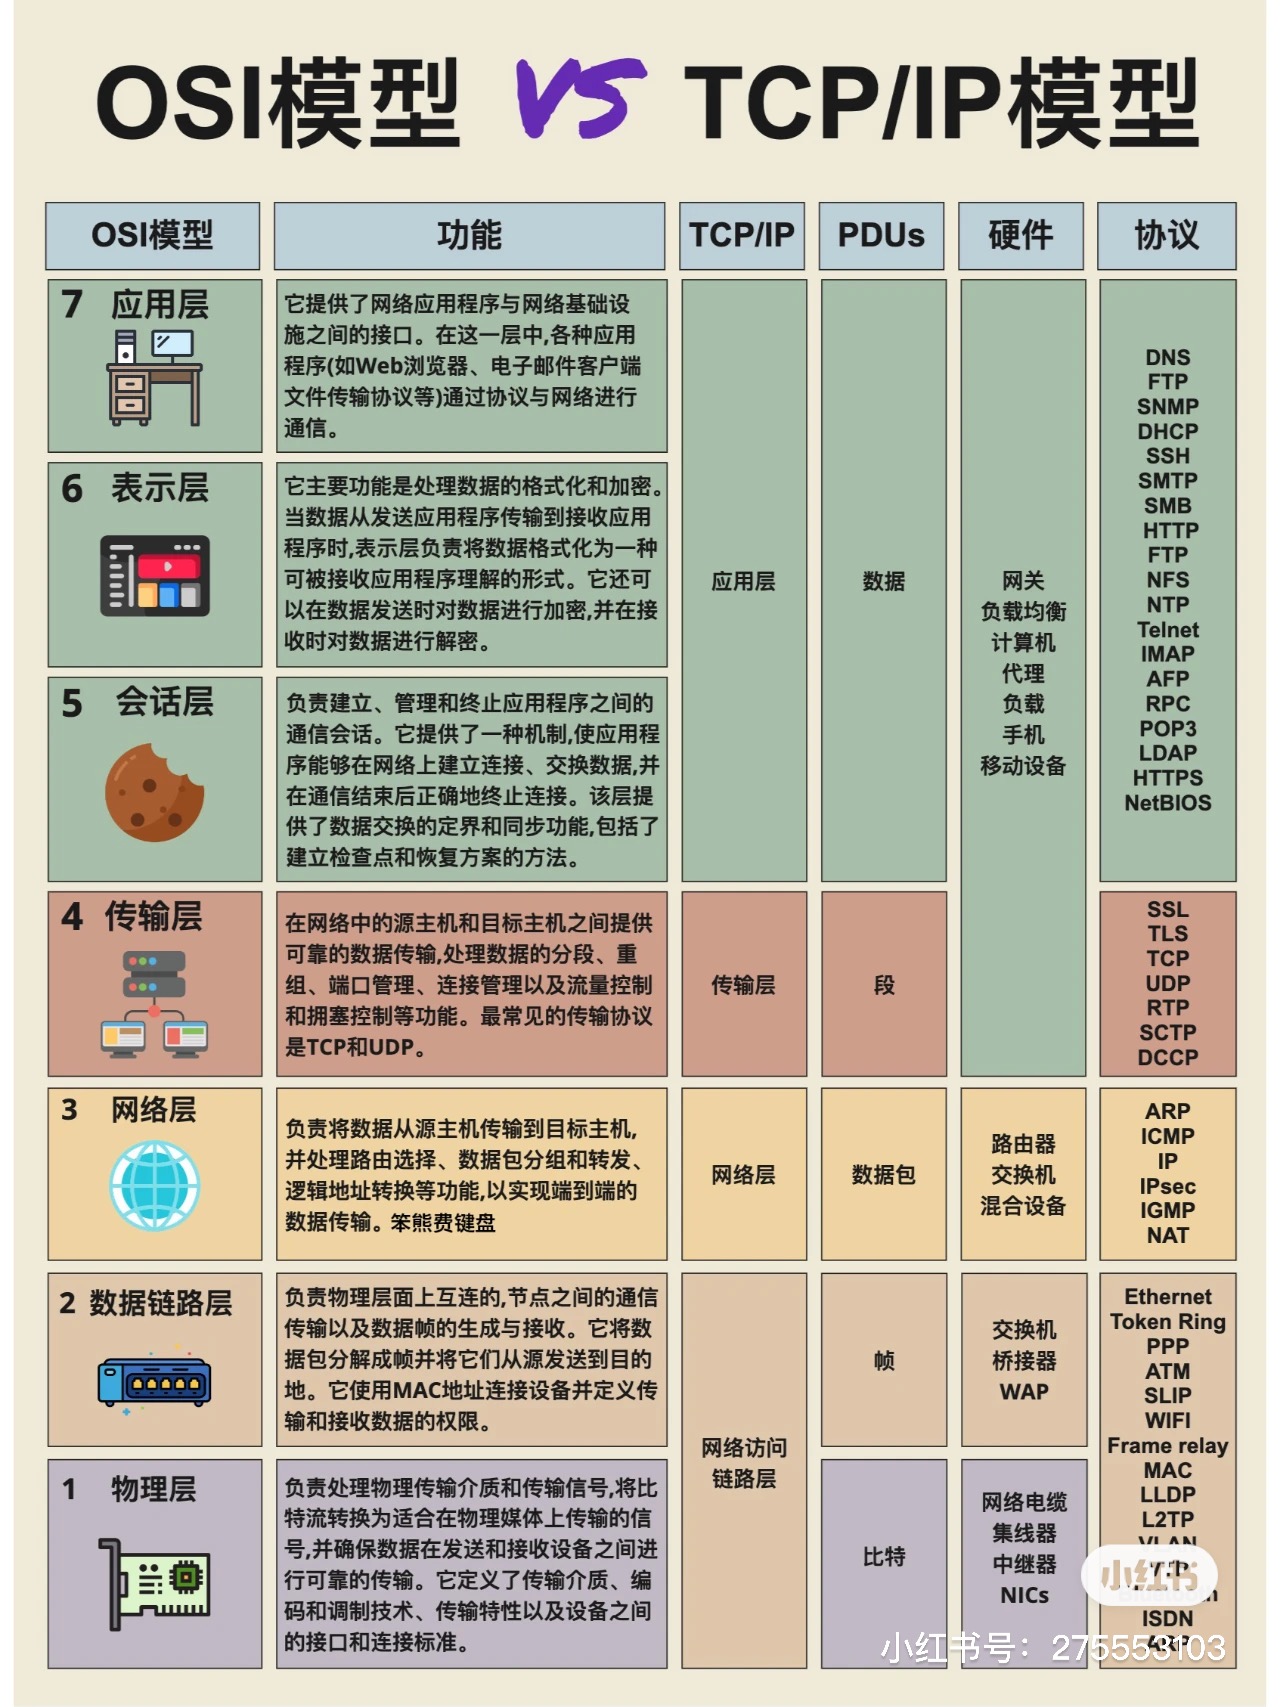 OSI模型 VS TCP/IP模型
OSI模型
功能
TCP/IP
PDUs
硬件
协议
7 应用层
它提供了网络应用程序与网络基础设
施之间的接口。在这一层中,各种应用
程序(如Web浏览器、电子邮件客户端
文件传输协议等)通过协议与网络进行
通信。
6 表示层
它主要功能是处理数据的格式化和加密。
当数据从发送应用程序传输到接收应用
程序时,表示层负责将数据格式化为一种
可被接收应用程序理解的形式。它还可
以在数据发送时对数据进行加密,并在接
收时对数据进行解密。
5 会话层
负责建立、管理和终止应用程序之间的
通信会话。它提供了一种机制,使应用程
序能够在网络上建立连接、交换数据,并
在通信结束后正确地终止连接。该层提
供了数据交换的定界和同步功能,包括了
建立检查点和恢复方案的方法。
应用层
数据
网关
负载均衡
计算机
代理
负载
手机
移动设备
DNS
FTP
SNMP
DHCP
SSH
SMTP
SMB
HTTP
FTP
NFS
NTP
Telnet
IMAP
AFP
RPC
POP3
LDAP
HTTPS
NetBIOS
4 传输层
在网络中的源主机和目标主机之间提供
可靠的数据传输,处理数据的分段、重
组、端口管理、连接管理以及流量控制
和拥塞控制等功能。最常见的传输协议
是TCP和UDP。
传输层
段
SSL
TLS
TCP
UDP
RTP
SCTP
DCCP
3 网络层
负责将数据从源主机传输到目标主机,
并处理路由选择、数据包分组和转发、
逻辑地址转换等功能,以实现端到端的
数据传输。笨熊费键盘
网络层
数据包
路由器
交换机
混合设备
ARP
ICMP
IP
IPsec
IGMP
NAT
2 数据链路层
负责物理层面上互连的,节点之间的通信
传输以及数据帧的生成与接收。它将数
据包分解成帧并将它们从源发送到目的
地。它使用MAC地址连接设备并定义传
输和接收数据的权限。
网络访问
链路层
帧
交换机
桥接器
WAP
Ethernet
Token Ring
PPP
ATM
SLIP
WIFI
Frame relay
MAC
LLDP
L2TP
VLAN
ISDN
1 物理层
负责处理物理传输介质和传输信号,将比
特流转换为适合在物理媒体上传输的信
号,并确保数据在发送和接收设备之间进
行可靠的传输。它定义了传输介质、编
码和调制技术、传输特性以及设备之间
的接口和连接标准。
比特
网络电缆
集线器
中继器
NICs
小红书
小红书号：275553103